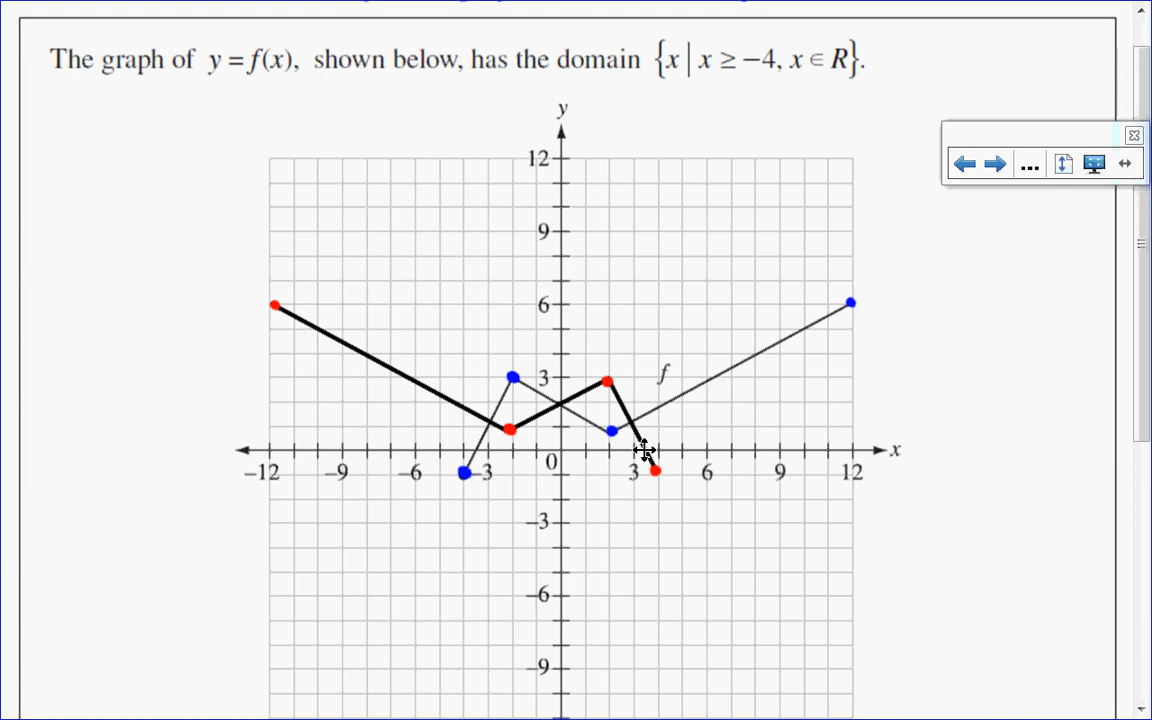 The graph of y = f(x), shown below, has the domain {x | x ≥ −4, x ∈ R}.
y
12
9
6
3
f
0
x
−12 −9 −6 −3 3 6 9 12
−3
−6
−9
...